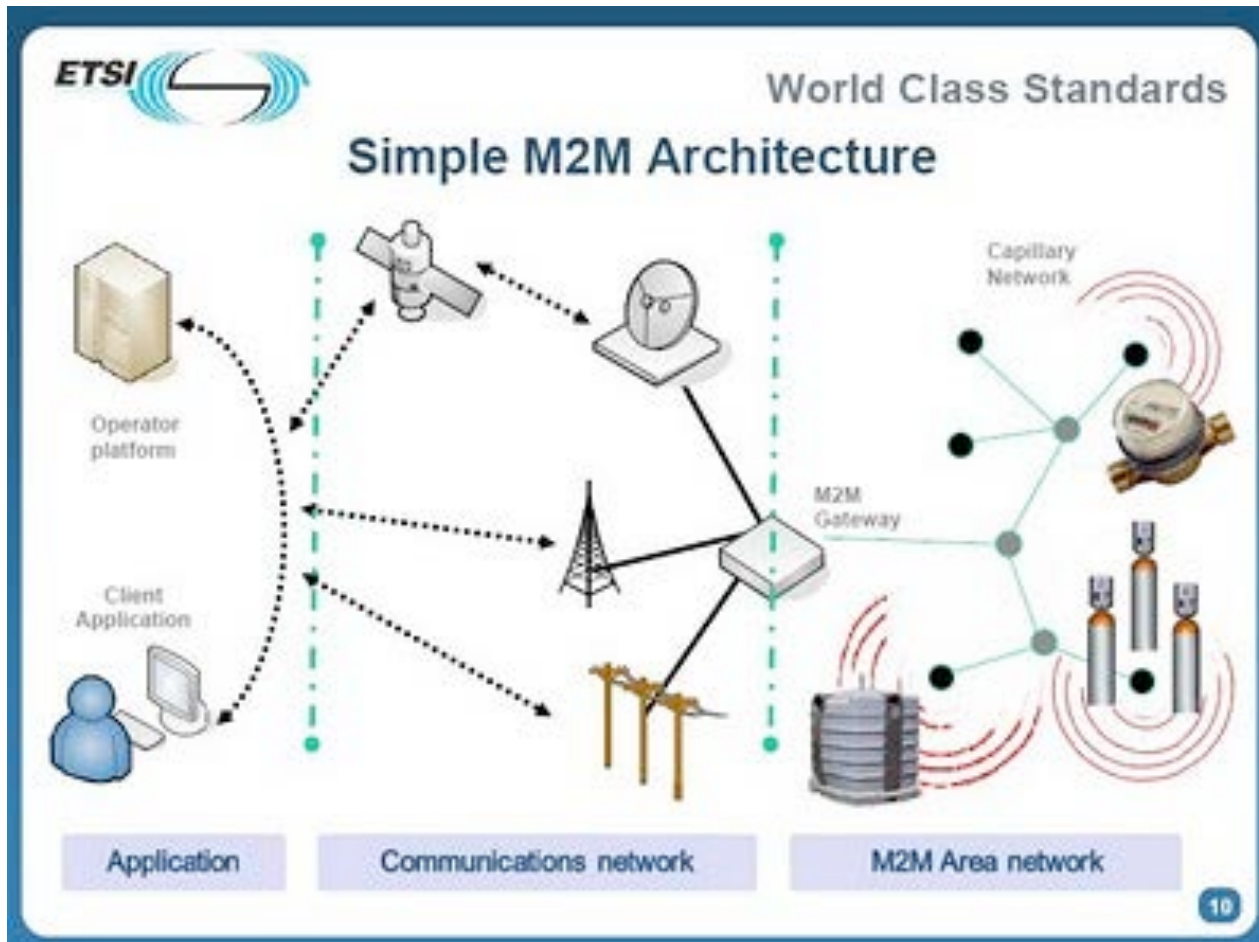 ETSI
World Class Standards
Simple M2M Architecture
Capillary
Network
Operator
platform
M2M
Gateway
Client
Application
Application
Communications network
M2M Area network
10